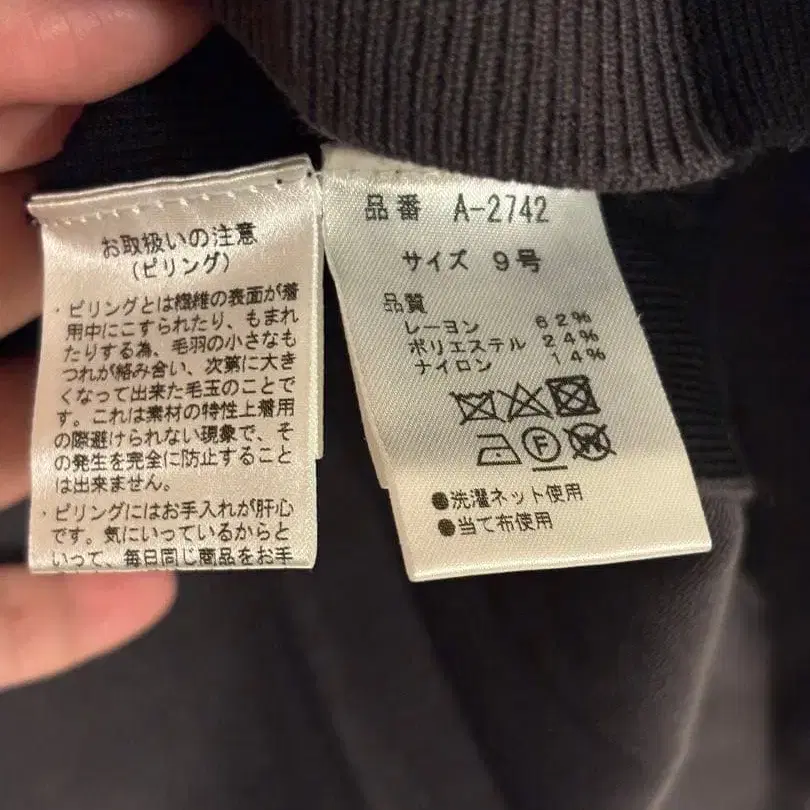 お取扱いの注意
(ピリング)
・ピリングとは繊維の表面が着
用中にこすられたり、もまれ
たりする為、毛羽の小さなも
つれが絡み合い、次第に大き
くなって出来た毛玉のことで
す。これは素材の特性上着用
の際避けられない現象で、そ
の発生を完全に防止すること
は出来ません。
・ピリングにはお手入れが肝心
です。気にいっているからと
いって、毎日同じ商品をお手
品番 A-2742
サイズ 9号
品質
レーヨン 62%
ポリエステル 24%
ナイロン 14%
F
W
●洗濯ネット使用
●当て布使用